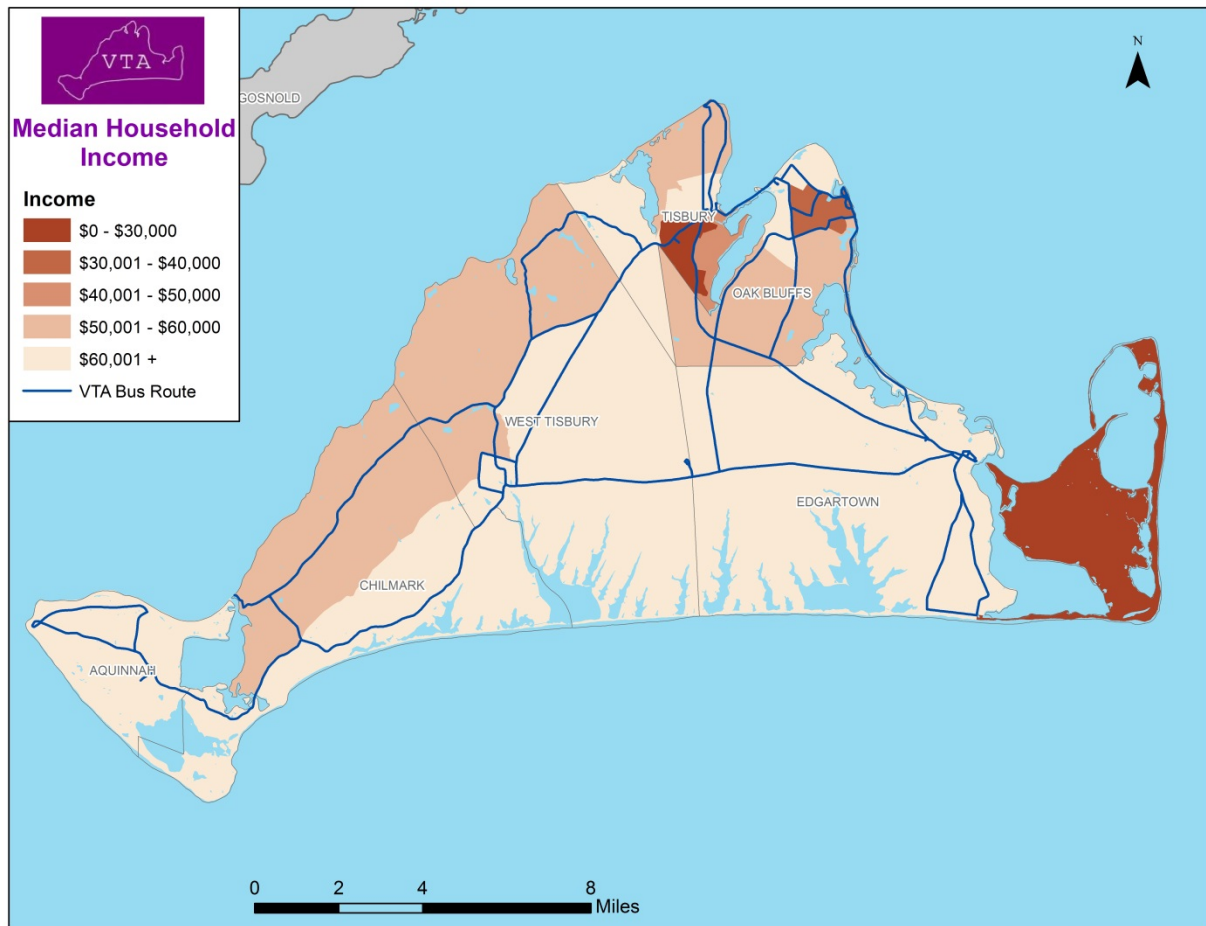 VTA
Median Household
Income
Income
$0 - $30,000
$30,001 - $40,000
$40,001 - $50,000
$50,001 - $60,000
$60,001 +
VTA Bus Route
GOSNOLD
N
TISBURY
OAK BLUFFS
WEST TISBURY
EDGARTOWN
CHILMARK
AQUINNAH
0 2 4 8
Miles